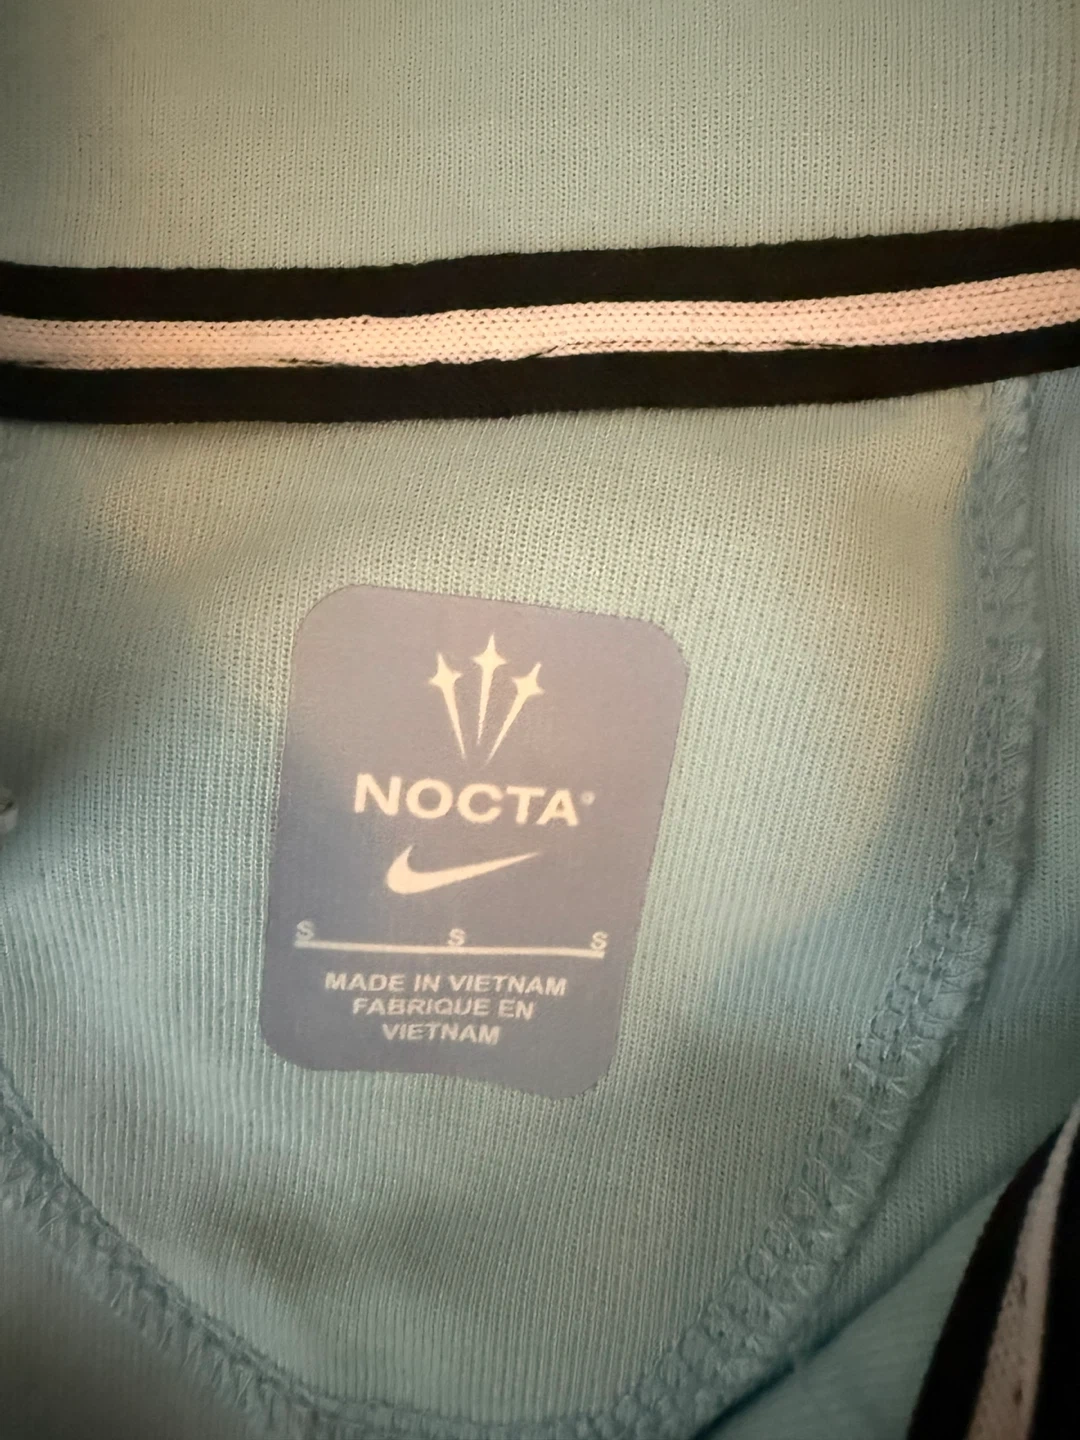 NOCTA®
S S S
MADE IN VIETNAM
FABRIQUE EN
VIETNAM